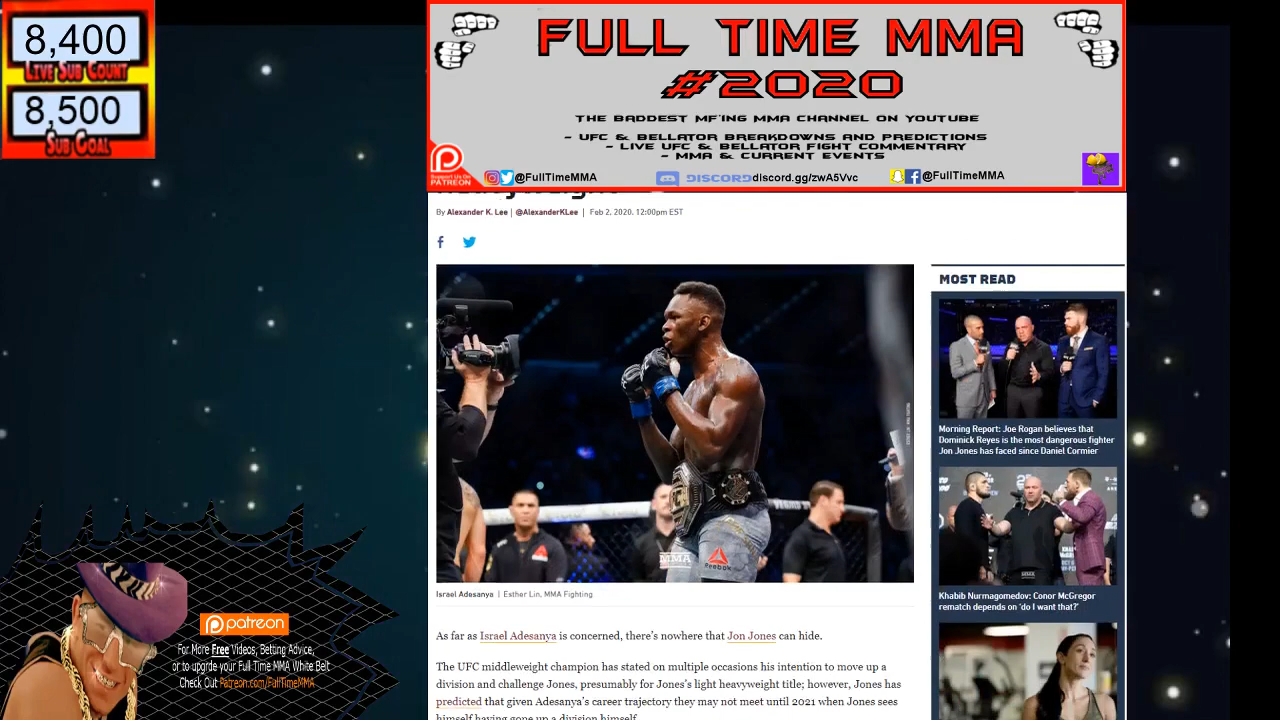 8,400
LIVE SUB COUNT
8,500
SUB GOAL
FULL TIME MMA
#2020
THE BADDEST MF'ING MMA CHANNEL ON YOUTUBE
- UFC & BELLATOR BREAKDOWNS AND PREDICTIONS
- LIVE UFC & BELLATOR FIGHT COMMENTARY
- MMA & CURRENT EVENTS
Support Us On
PATREON
@FullTimeMMA
DISCORD discord.gg/zwA5Vvc
@FullTimeMMA
By Alexander K. Lee | @AlexanderKLee | Feb 2, 2020, 12:00pm EST
MOST READ
Morning Report: Joe Rogan believes that
Dominick Reyes is the most dangerous fighter
Jon Jones has faced since Daniel Cormier
Khabib Nurmagomedov: Conor McGregor
rematch depends on 'do I want that?'
MMA
Reebok
Israel Adesanya | Esther Lin, MMA Fighting
As far as Israel Adesanya is concerned, there's nowhere that Jon Jones can hide.
The UFC middleweight champion has stated on multiple occasions his intention to move up a
division and challenge Jones, presumably for Jones's light heavyweight title; however, Jones has
predicted that given Adesanya's career trajectory they may not meet until 2021 when Jones sees
himself having gone up a division himself.
patreon
For More Free Videos, Betting Advice,
or to upgrde your Full Time MMA White Belt
Check Out Patreon.com/FullTimeMMA